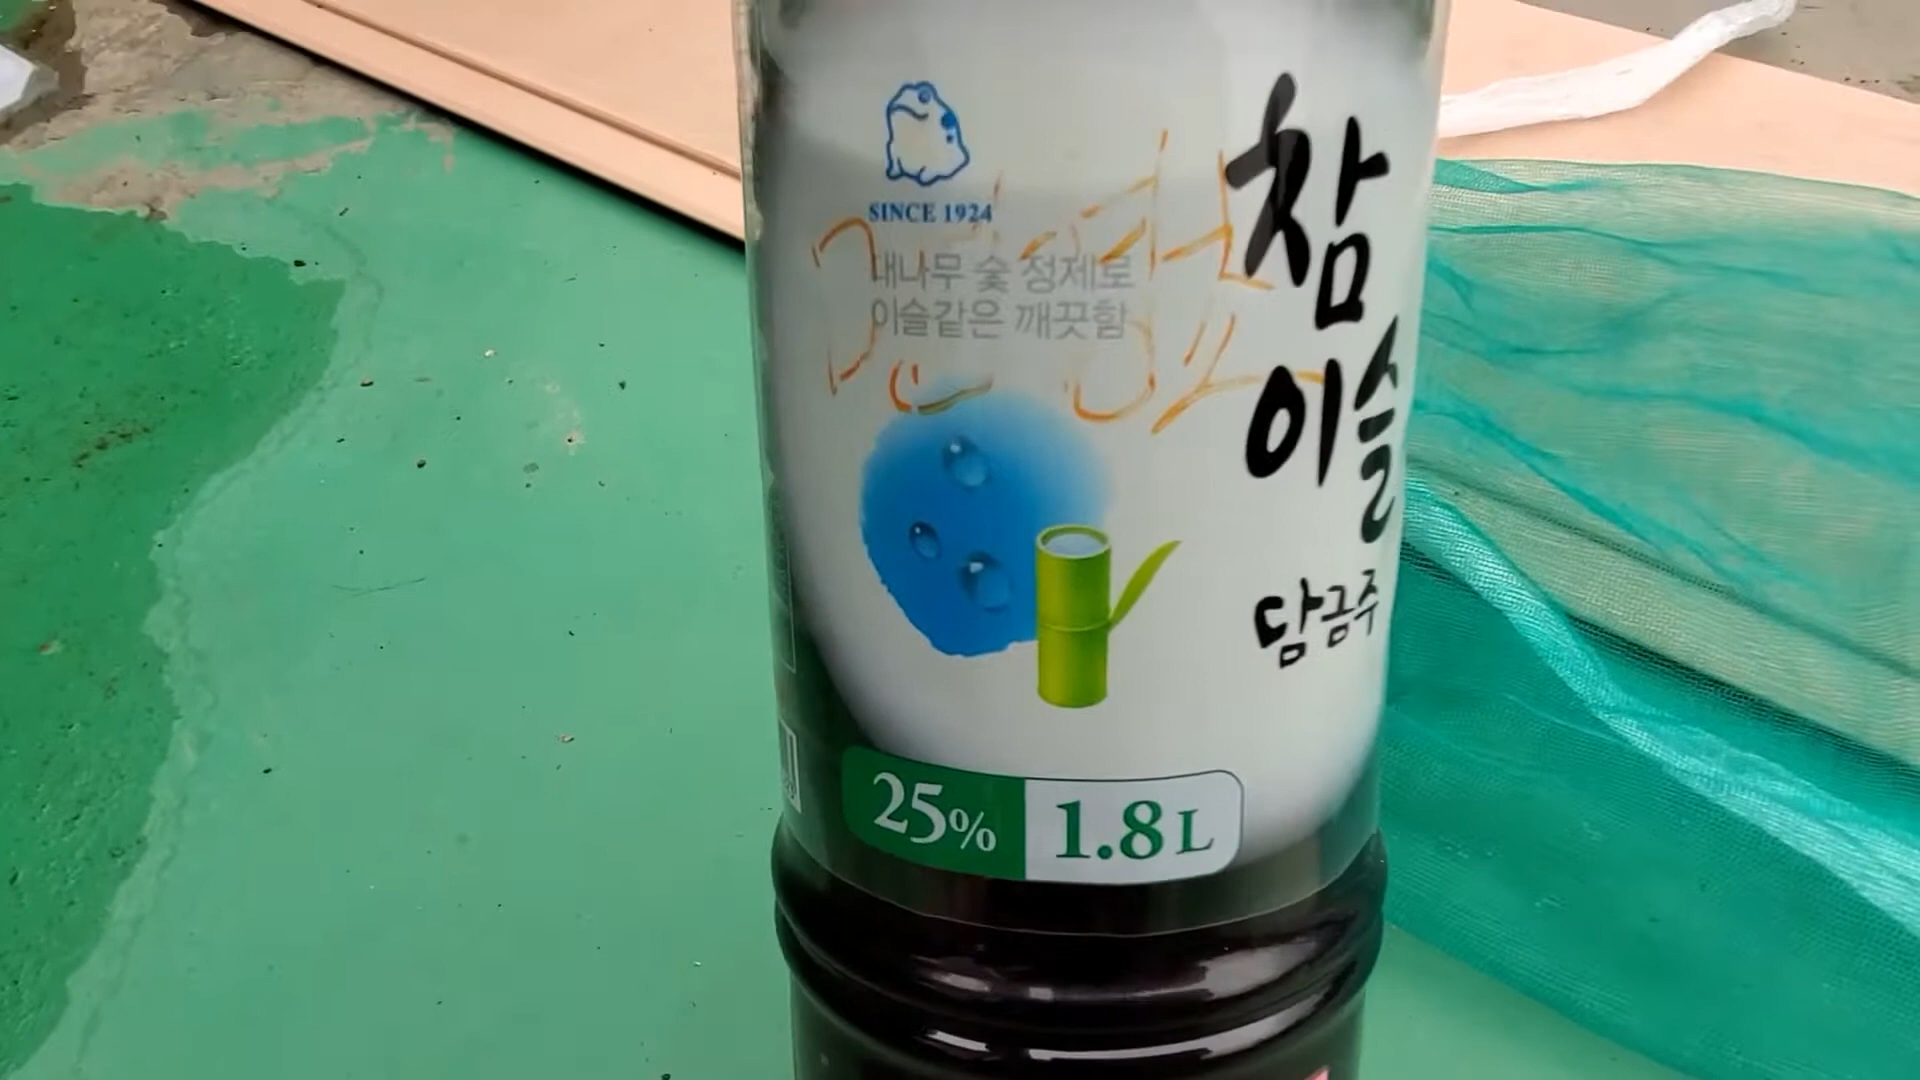 SINCE 1924
대나무 숯 정제로
이슬같은 깨끗함
참
이슬
담금주
25% 1.8L